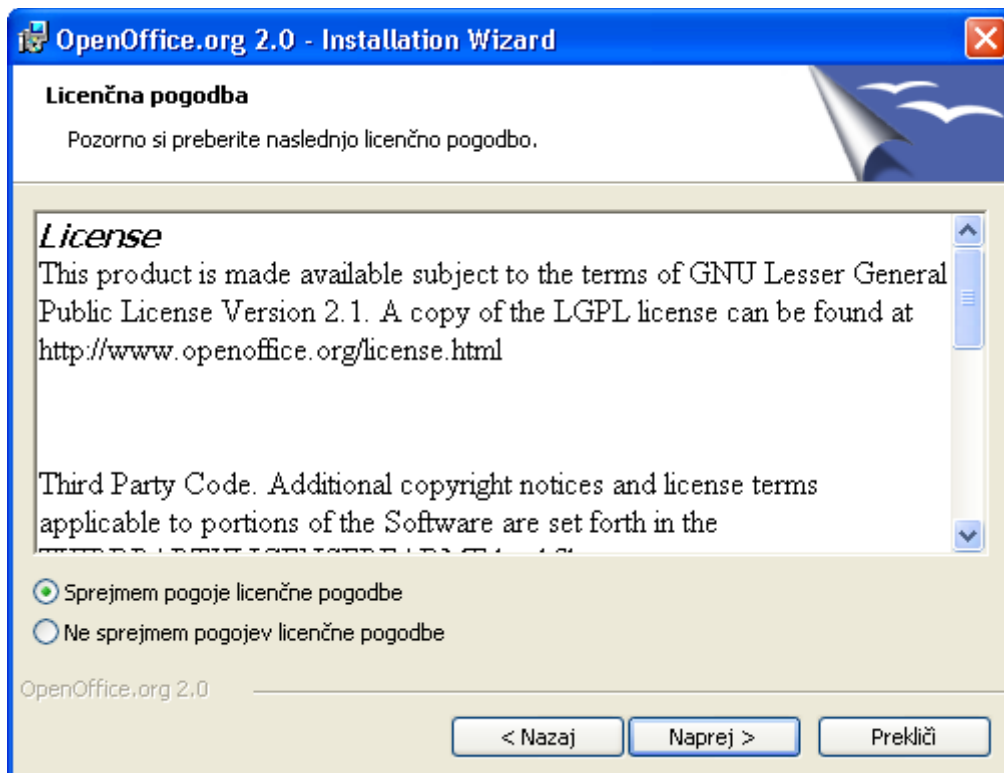 OpenOffice.org 2.0 - Installation Wizard
Licenčna pogodba
Pozorno si preberite naslednjo licenčno pogodbo.
License
This product is made available subject to the terms of GNU Lesser General
Public License Version 2.1. A copy of the LGPL license can be found at
http://www.openoffice.org/license.html
Third Party Code. Additional copyright notices and license terms
applicable to portions of the Software are set forth in the
Sprejmem pogoje licenčne pogodbe
Ne sprejmem pogojev licenčne pogodbe
OpenOffice.org 2.0
< Nazaj
Naprej >
Prekliči